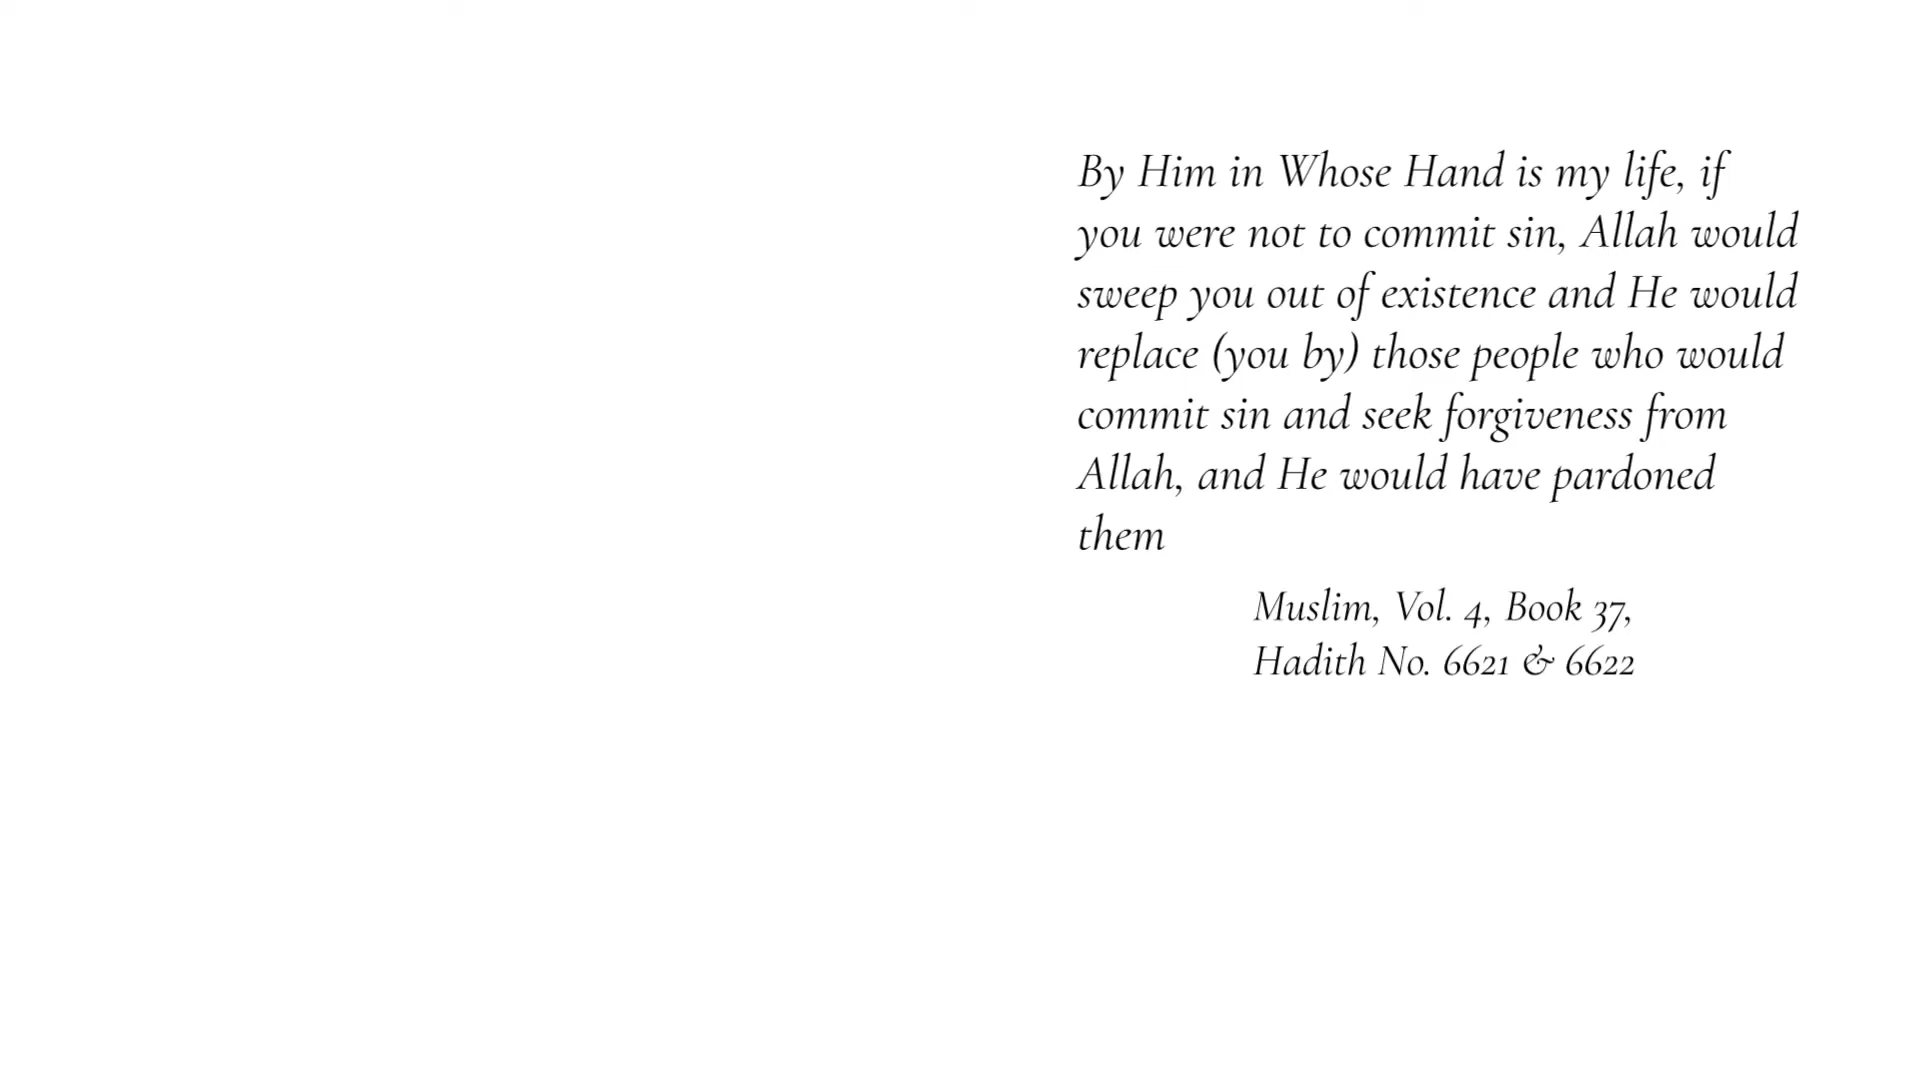 By Him in Whose Hand is my life, if
you were not to commit sin, Allah would
sweep you out of existence and He would
replace (you by) those people who would
commit sin and seek forgiveness from
Allah, and He would have pardoned
them
Muslim, Vol. 4, Book 37,
Hadith No. 6621 & 6622